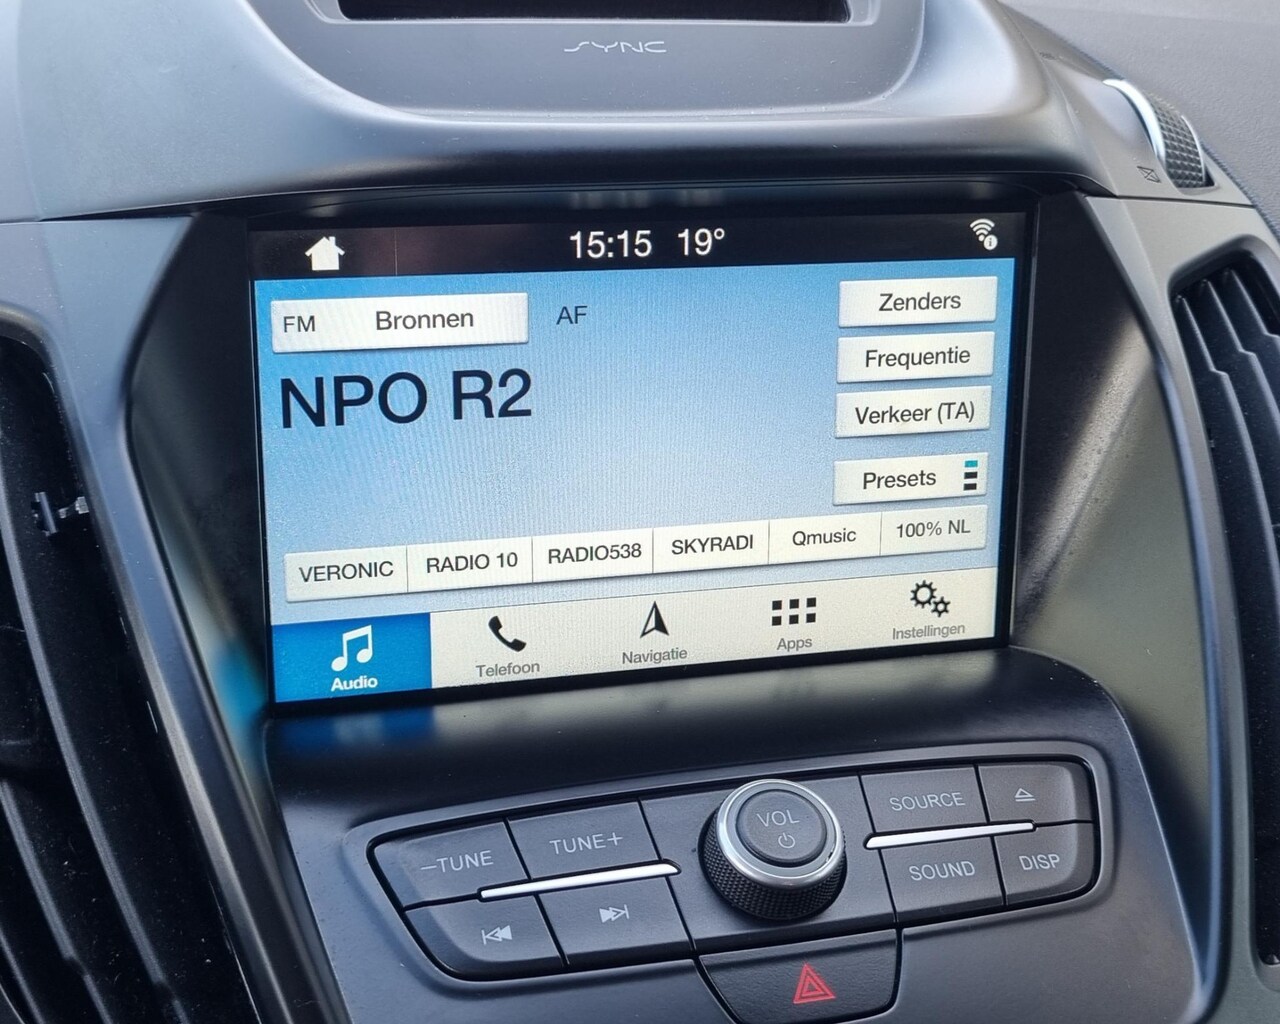 SYNC
15:15 19°
FM Bronnen AF
Zenders
Frequentie
NPO R2
Verkeer (TA)
Presets
VERONIC RADIO 10 RADIO538 SKYRADI Qmusic 100% NL
Audio Telefoon Navigatie Apps Instellingen
–TUNE TUNE+ VOL SOURCE
SOUND DISP